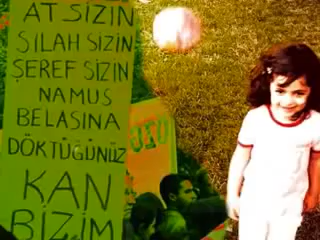 AT SİZİN
SİLAH SİZİN
ŞEREF SİZİN
NAMUS
BELASINA
DÖKTÜĞÜNÜZ
KAN
BİZİM